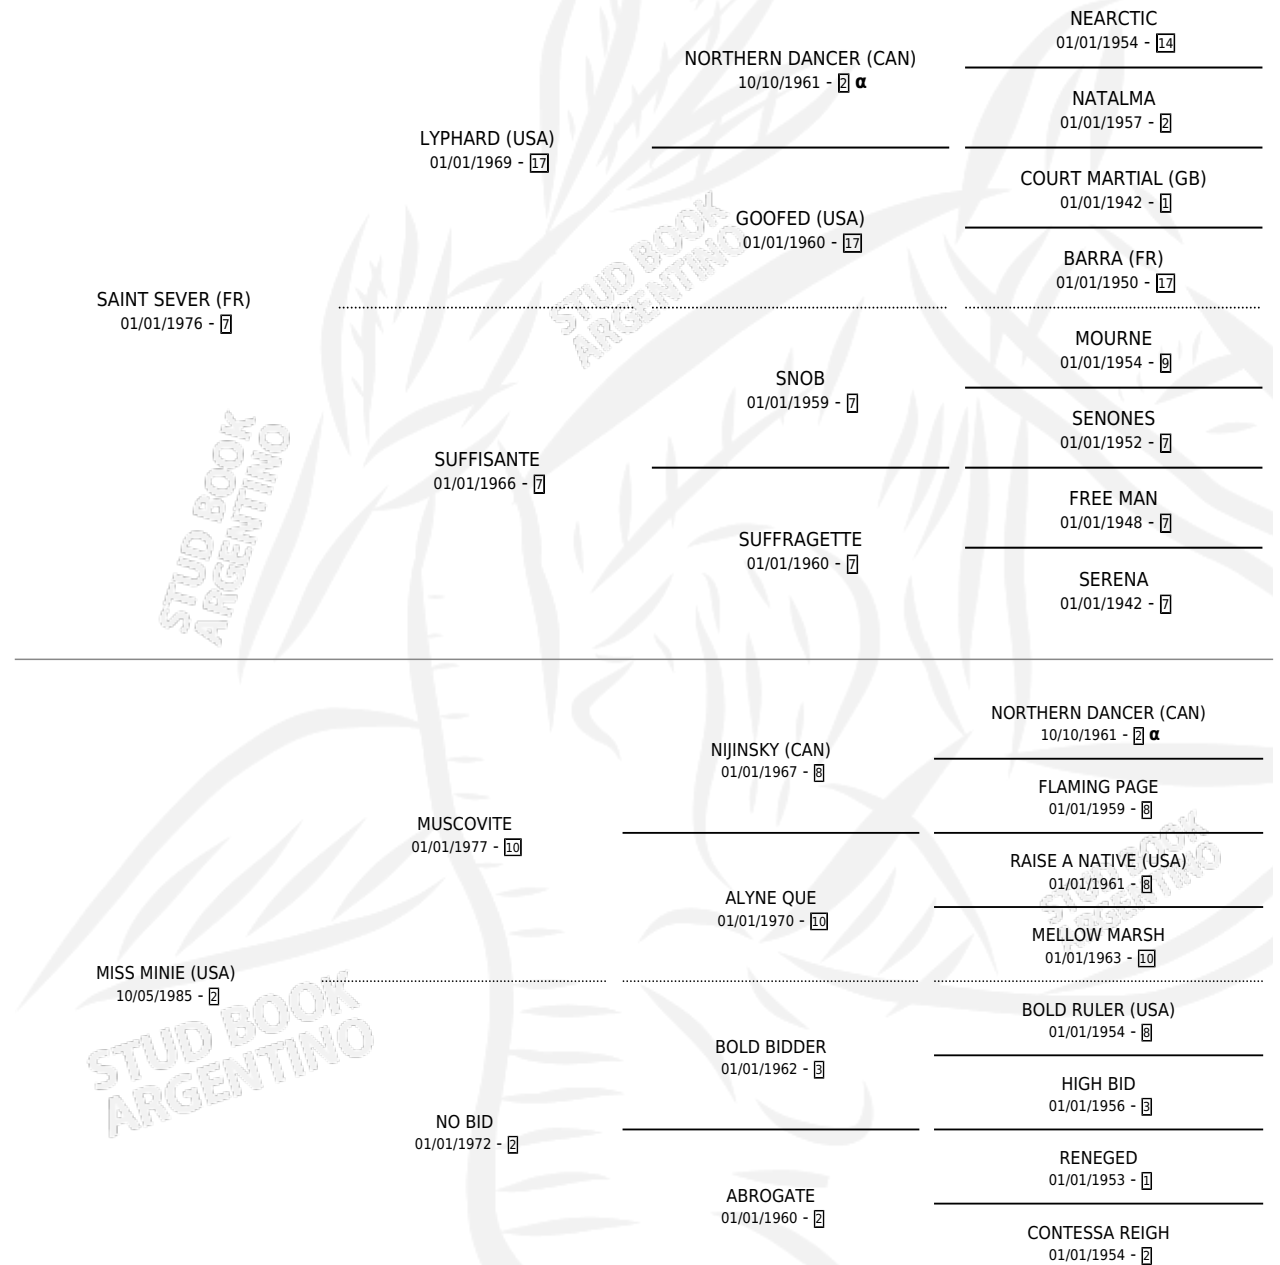 NEARCTIC
01/01/1954 - 14
NORTHERN DANCER (CAN)
10/10/1961 - 2 α
NATALMA
01/01/1957 - 2
LYPHARD (USA)
01/01/1969 - 17
COURT MARTIAL (GB)
01/01/1942 - 1
GOOFED (USA)
01/01/1960 - 17
BARRA (FR)
01/01/1950 - 17
SAINT SEVER (FR)
01/01/1976 - 7
MOURNE
01/01/1954 - 9
SNOB
01/01/1959 - 7
SENONES
01/01/1952 - 7
SUFFISANTE
01/01/1966 - 7
FREE MAN
01/01/1948 - 7
SUFFRAGETTE
01/01/1960 - 7
SERENA
01/01/1942 - 7
NORTHERN DANCER (CAN)
10/10/1961 - 2 α
NIJINSKY (CAN)
01/01/1967 - 8
FLAMING PAGE
01/01/1959 - 8
MUSCOVITE
01/01/1977 - 10
RAISE A NATIVE (USA)
01/01/1961 - 8
ALYNE QUE
01/01/1970 - 10
MELLOW MARSH
01/01/1963 - 10
MISS MINIE (USA)
10/05/1985 - 2
BOLD RULER (USA)
01/01/1954 - 8
BOLD BIDDER
01/01/1962 - 3
HIGH BID
01/01/1956 - 3
NO BID
01/01/1972 - 2
RENEGED
01/01/1953 - 1
ABROGATE
01/01/1960 - 2
CONTESSA REIGH
01/01/1954 - 2
STUD BOOK
ARGENTINO
STUD BOOK
ARGENTINO
STUD BOOK
ARGENTINO
STUD BOOK
ARGENTINO